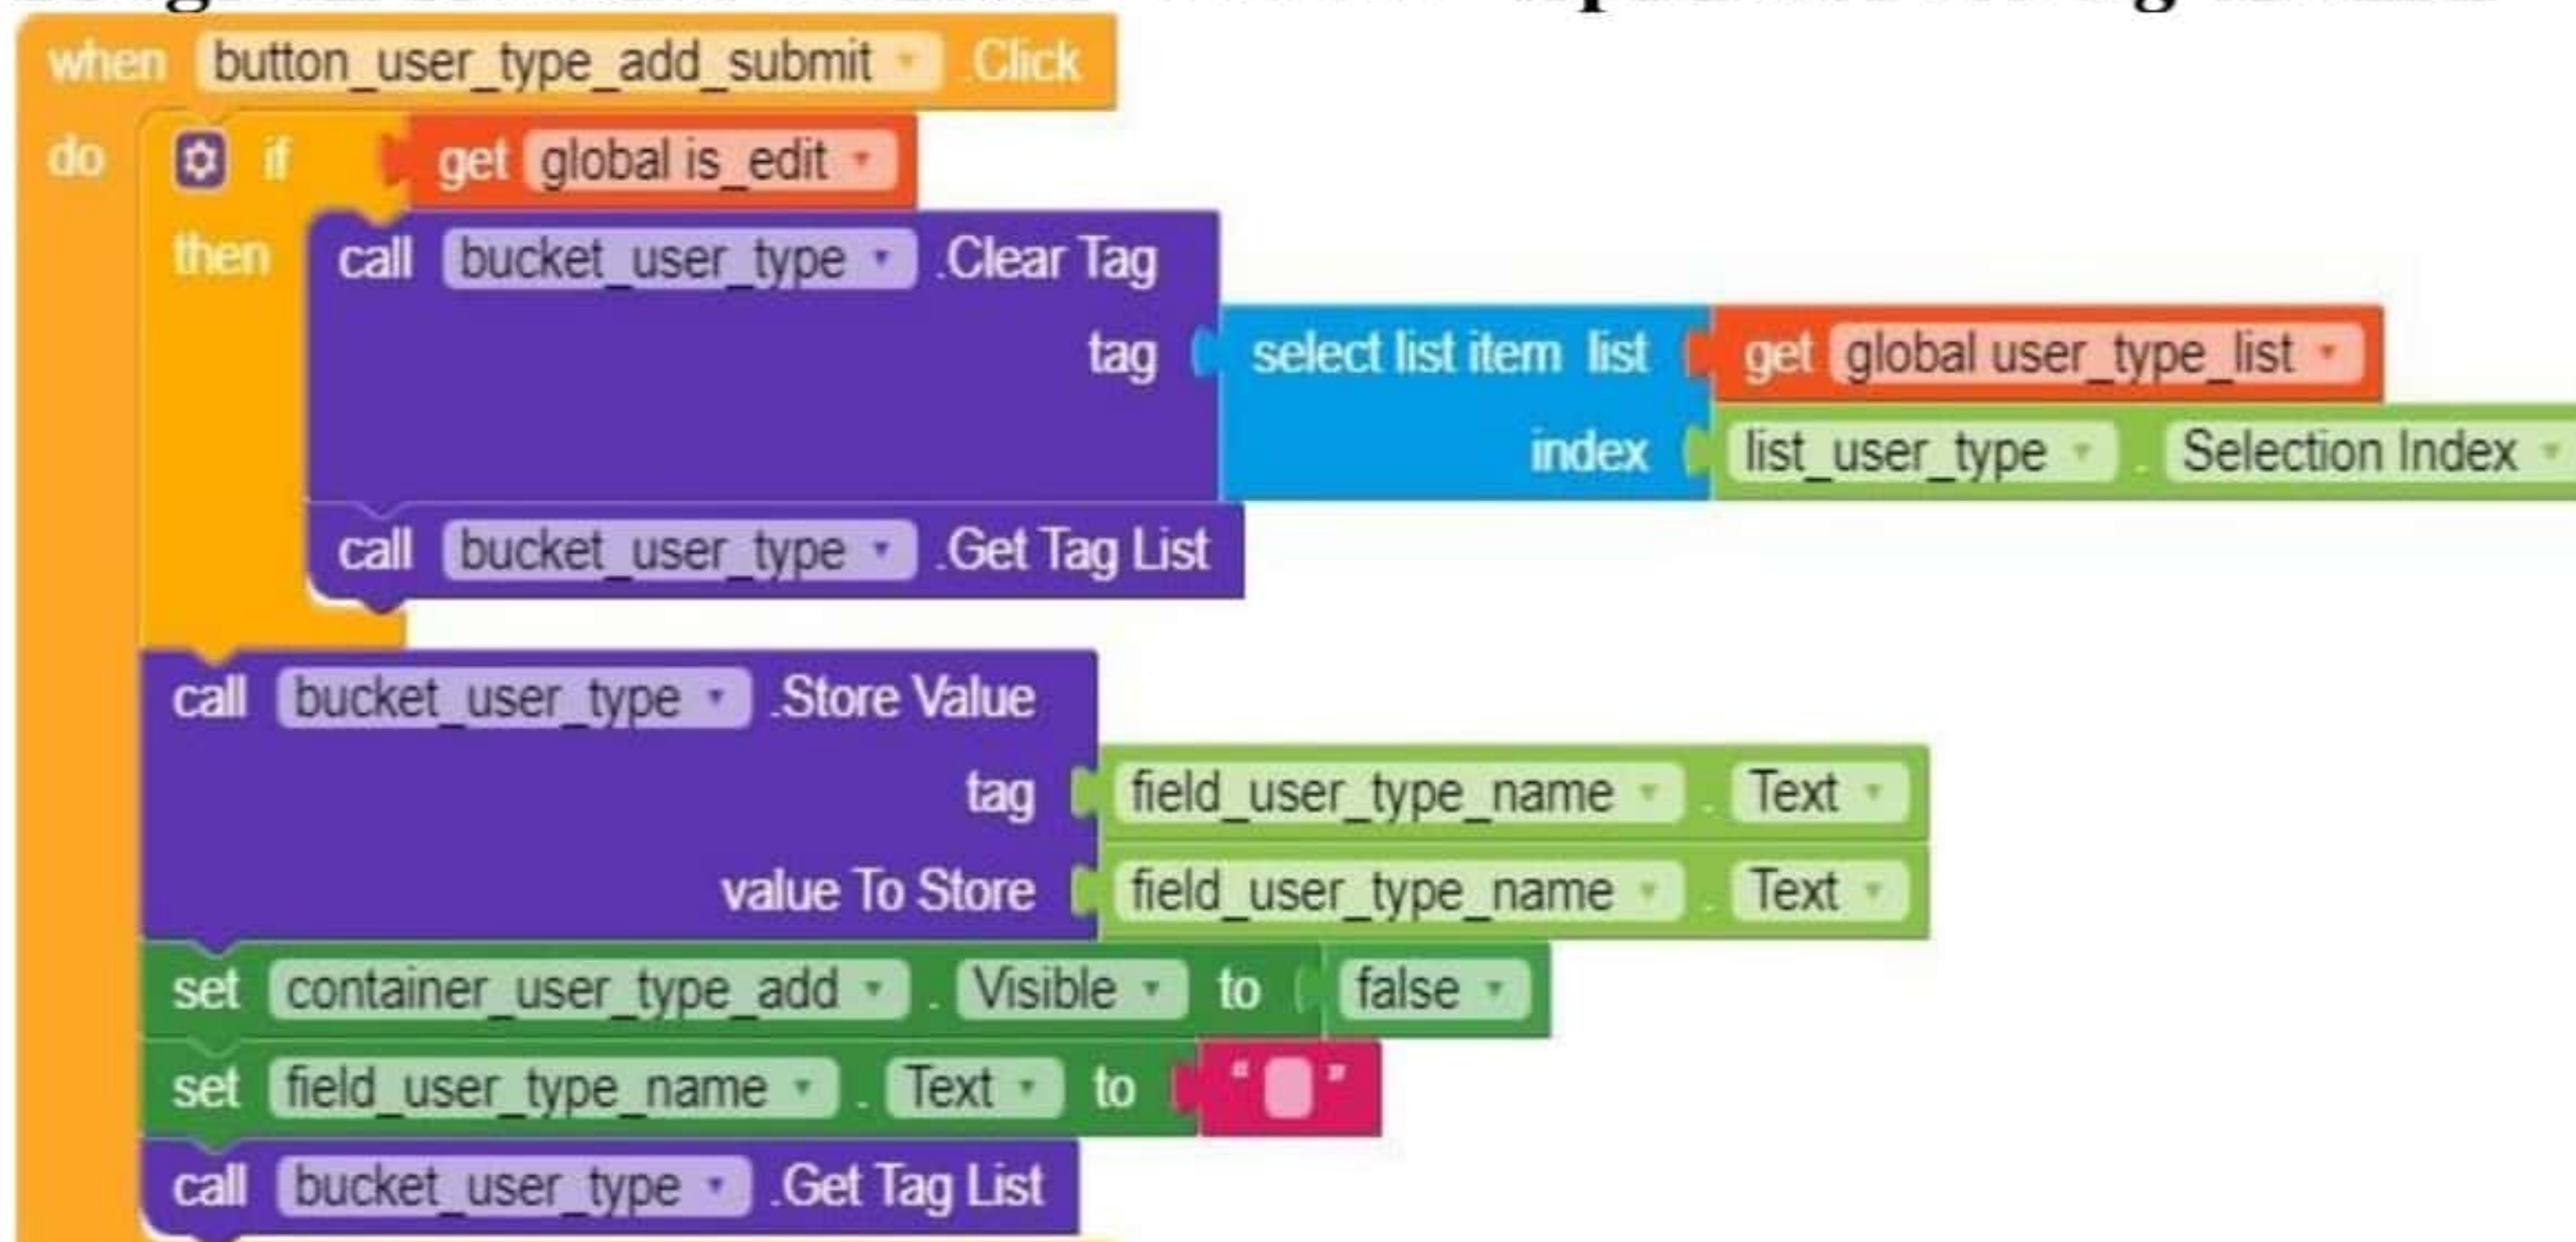 when button_user_type_add_submit .Click
do if get global is_edit
then call bucket_user_type .Clear Tag
tag select list item list get global user_type_list
index list_user_type . Selection Index
call bucket_user_type .Get Tag List
call bucket_user_type .Store Value
tag field_user_type_name . Text
value To Store field_user_type_name . Text
set container_user_type_add . Visible to false
set field_user_type_name . Text to “ ”
call bucket_user_type .Get Tag List